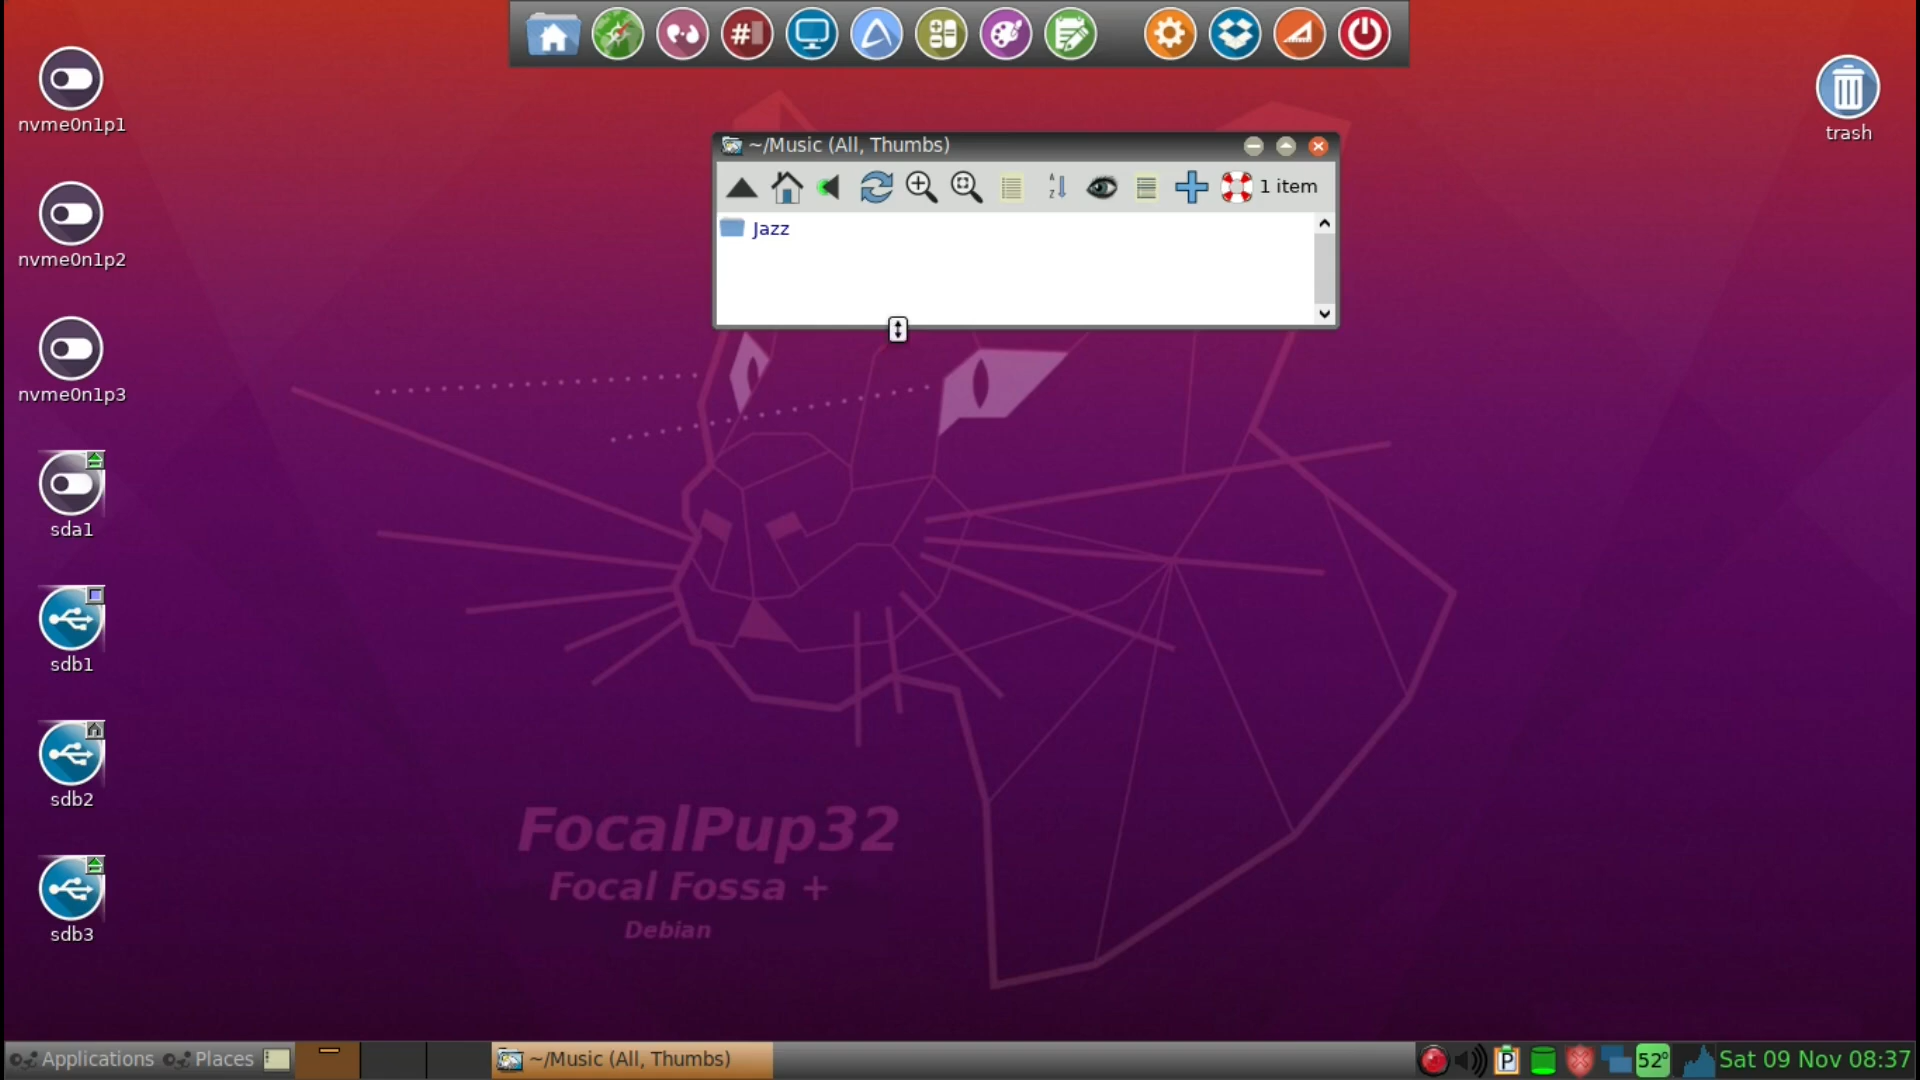 nvme0n1p1
nvme0n1p2
nvme0n1p3
sda1
sdb1
sdb2
sdb3
trash
~/Music (All, Thumbs)
1 item
Jazz
FocalPup32
Focal Fossa +
Debian
Applications
Places
~/Music (All, Thumbs)
52°
Sat 09 Nov 08:37